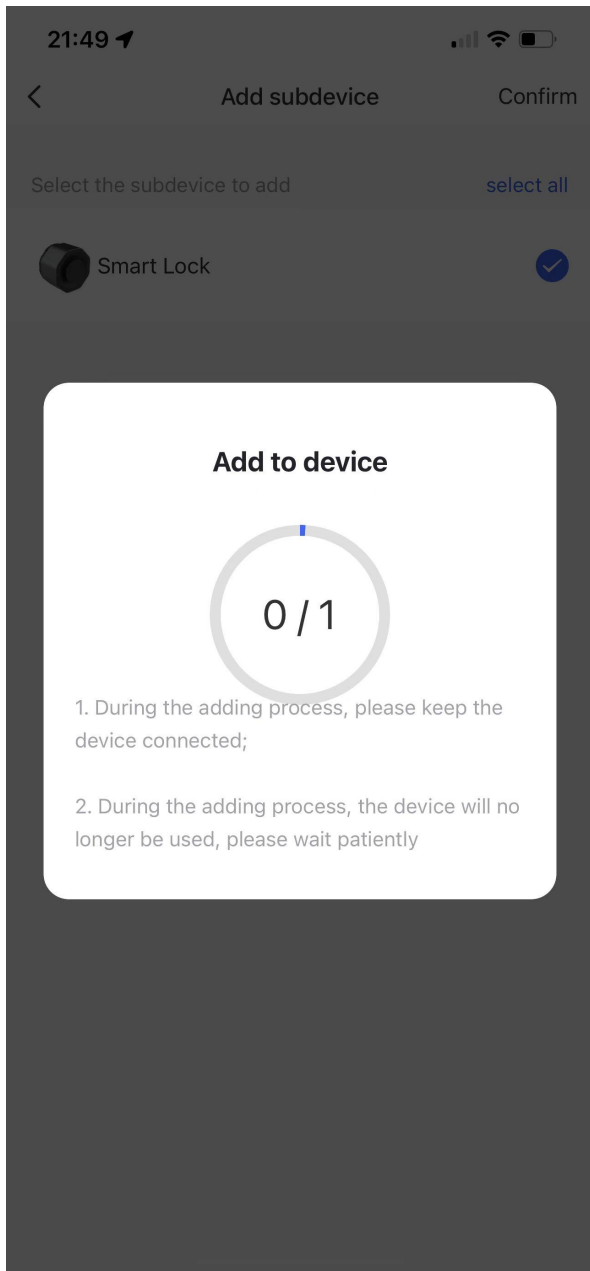 21:49
Add subdevice
Confirm
Select the subdevice to add
select all
Smart Lock
Add to device
0 / 1
1. During the adding process, please keep the
device connected;
2. During the adding process, the device will no
longer be used, please wait patiently